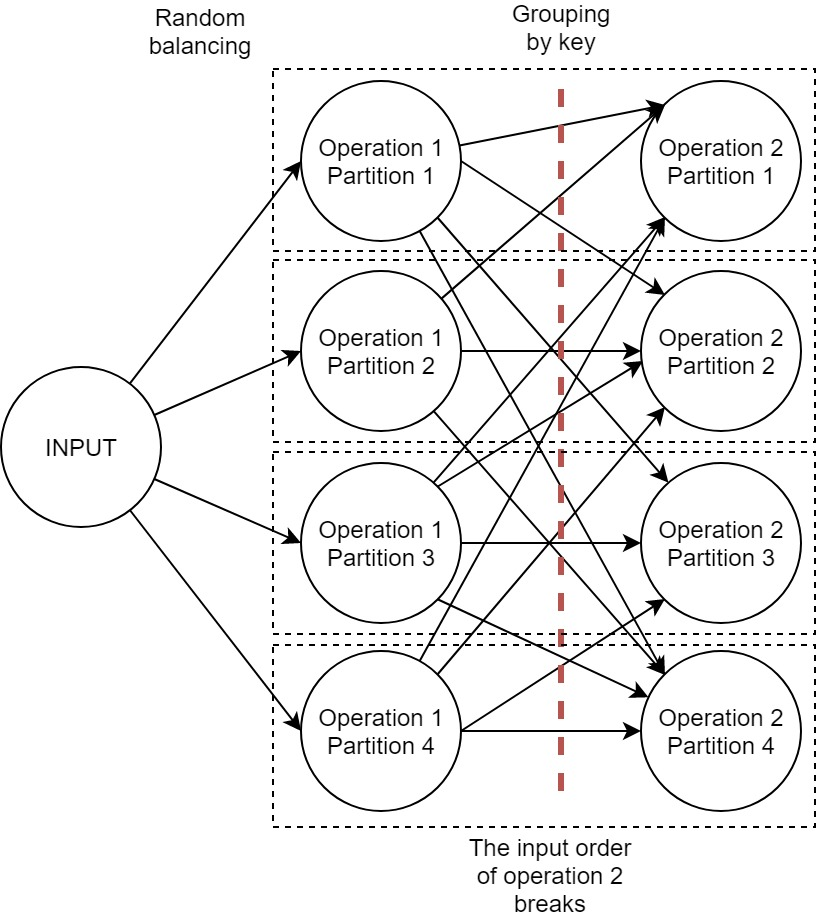 Random
balancing
Grouping
by key
Operation 1
Partition 1
Operation 2
Partition 1
Operation 1
Partition 2
Operation 2
Partition 2
INPUT
Operation 1
Partition 3
Operation 2
Partition 3
Operation 1
Partition 4
Operation 2
Partition 4
The input order
of operation 2
breaks